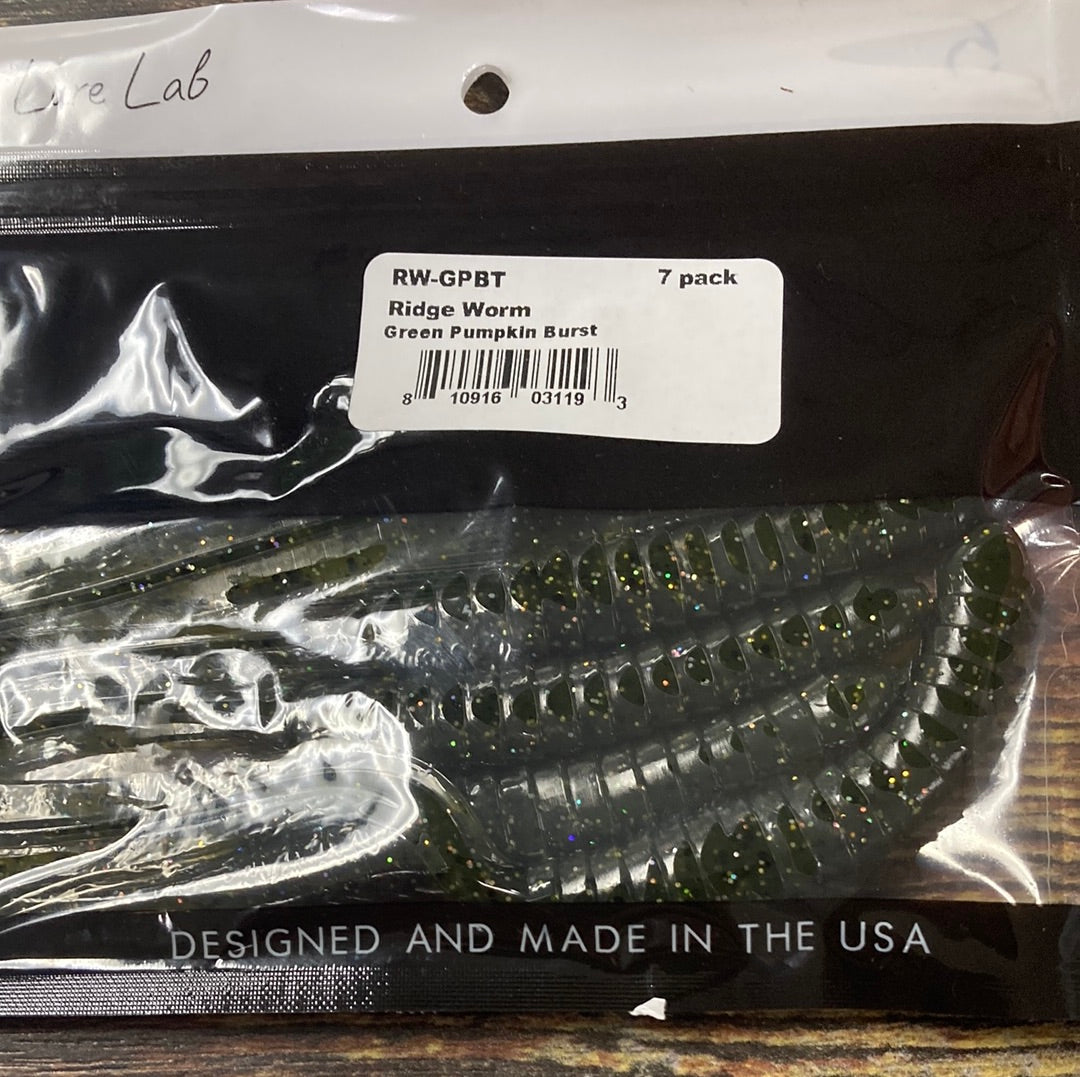 Lure Lab
RW-GPBT 7 pack
Ridge Worm
Green Pumpkin Burst
8 10916 03119 3
DESIGNED AND MADE IN THE USA